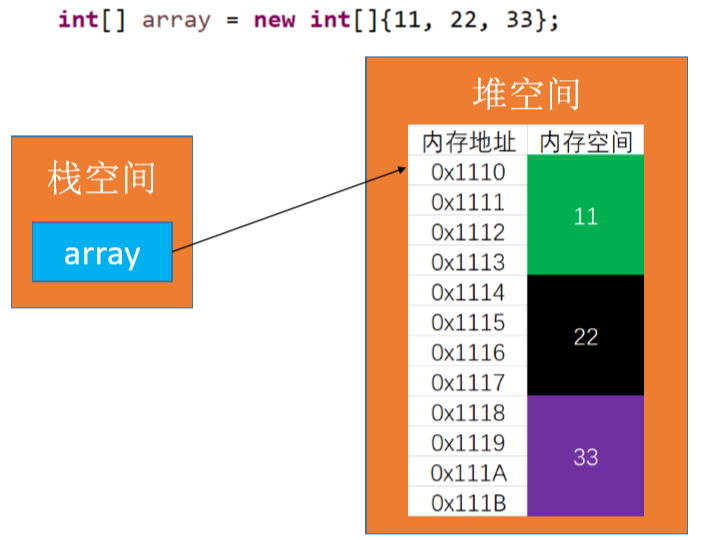 int[] array = new int[]{11, 22, 33};
栈空间
array
堆空间
内存地址 内存空间
0x1110
0x1111
0x1112
0x1113
11
0x1114
0x1115
0x1116
0x1117
22
0x1118
0x1119
0x111A
0x111B
33